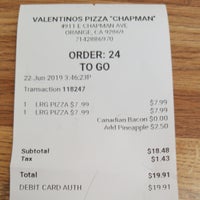 VALENTINOS PIZZA "CHAPMAN"
4911 E CHAPMAN AVE
ORANGE, CA 92869
7142886970
ORDER: 24
TO GO
22 Jun 2019 3:46:23P
Transaction 118247
1 LRG PIZZA $7.99 $7.99
1 LRG PIZZA $7.99 $7.99
Canadian Bacon $0.00
Add Pineapple $2.50
Subtotal $18.48
Tax $1.43
Total $19.91
DEBIT CARD AUTH $19.91